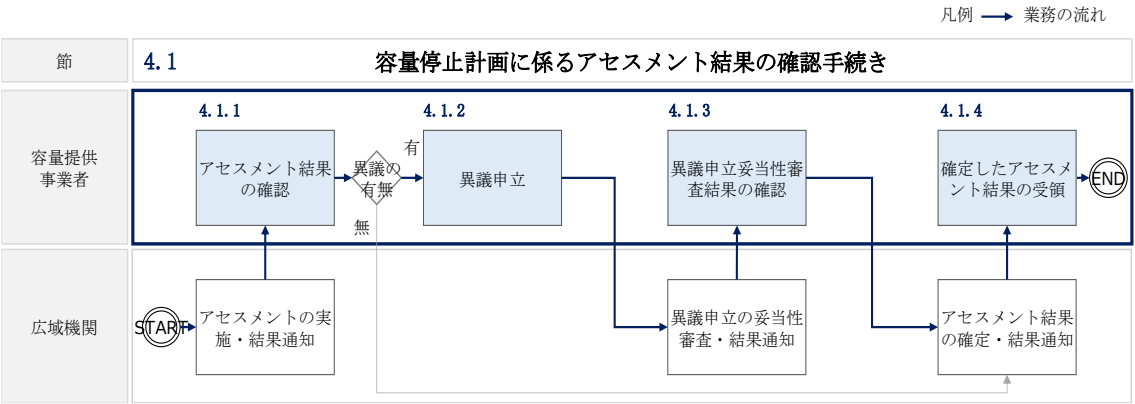 凡例 業務の流れ
節 4.1 容量停止計画に係るアセスメント結果の確認手続き
容量提供
事業者
4.1.1
アセスメント結果
の確認
異議の
有無
有
無
4.1.2
異議申立
4.1.3
異議申立妥当性審
査結果の確認
4.1.4
確定したアセスメ
ント結果の受領
END
広域機関
START
アセスメントの実
施・結果通知
異議申立の妥当性
審査・結果通知
アセスメント結果
の確定・結果通知